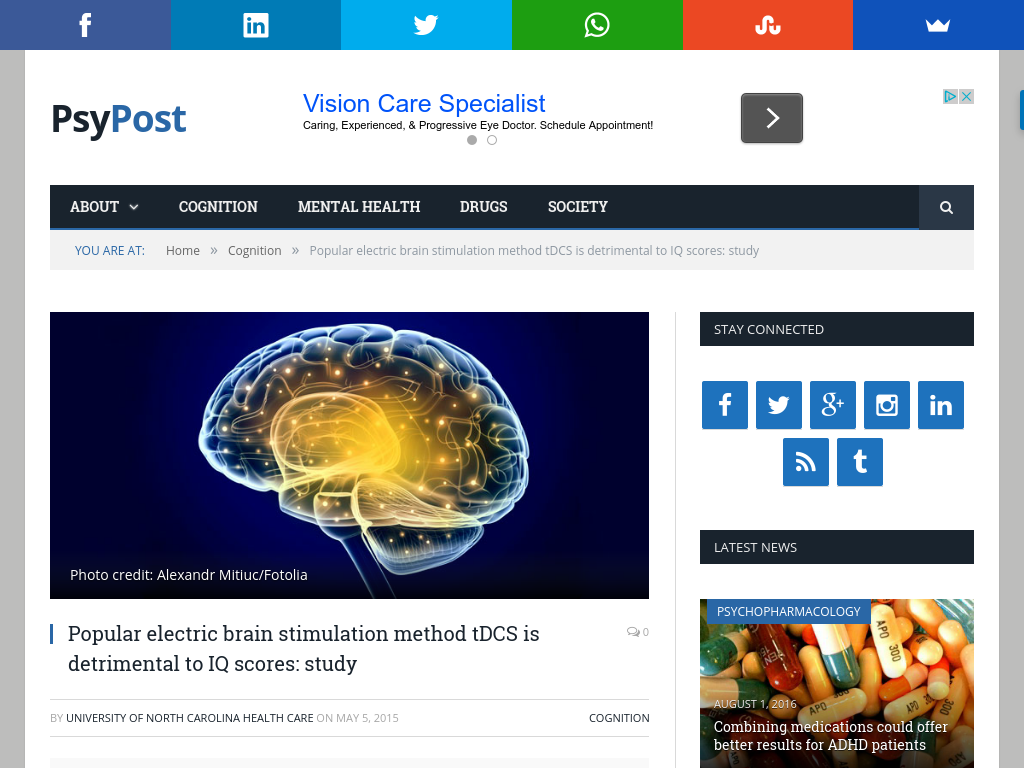 PsyPost
Vision Care Specialist
Caring, Experienced, & Progressive Eye Doctor. Schedule Appointment!
ABOUT COGNITION MENTAL HEALTH DRUGS SOCIETY
YOU ARE AT: Home » Cognition » Popular electric brain stimulation method tDCS is detrimental to IQ scores: study
Photo credit: Alexandr Mitiuc/Fotolia
Popular electric brain stimulation method tDCS is
detrimental to IQ scores: study
0
BY UNIVERSITY OF NORTH CAROLINA HEALTH CARE ON MAY 5, 2015
COGNITION
STAY CONNECTED
LATEST NEWS
PSYCHOPHARMACOLOGY
APO
300
APO 300
AUGUST 1, 2016
Combining medications could offer
better results for ADHD patients